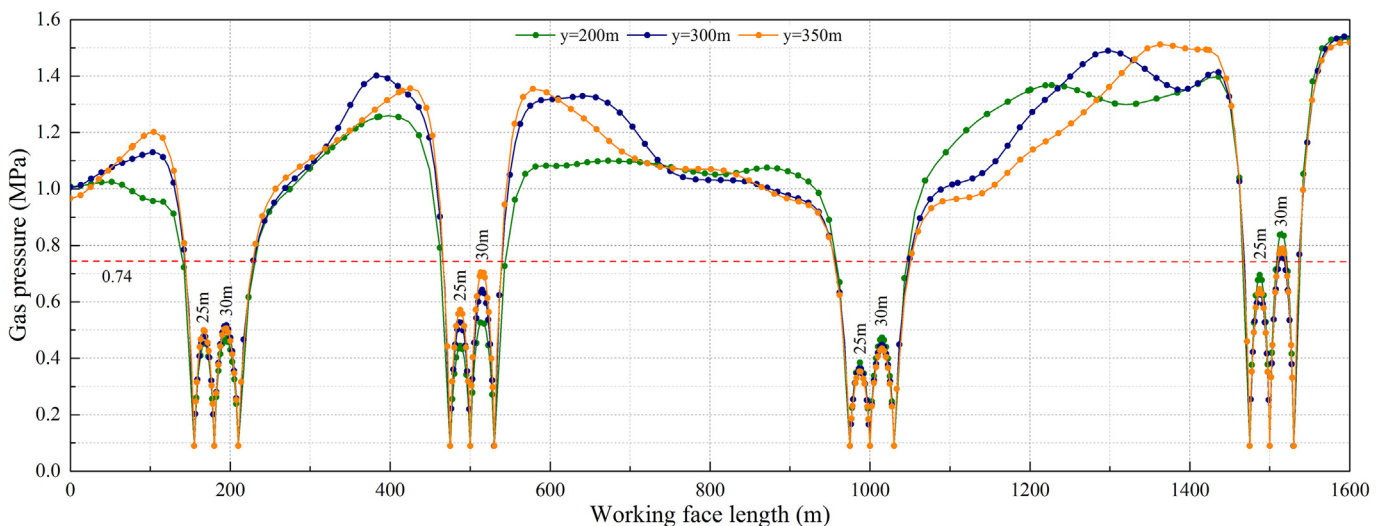 1.6
y=200m y=300m y=350m
1.4
1.2
1.0
0.8
0.6
0.4
0.2
0.0
Gas pressure (MPa)
0.74
25m
30m
25m
30m
25m
30m
25m
30m
0 200 400 600 800 1000 1200 1400 1600
Working face length (m)